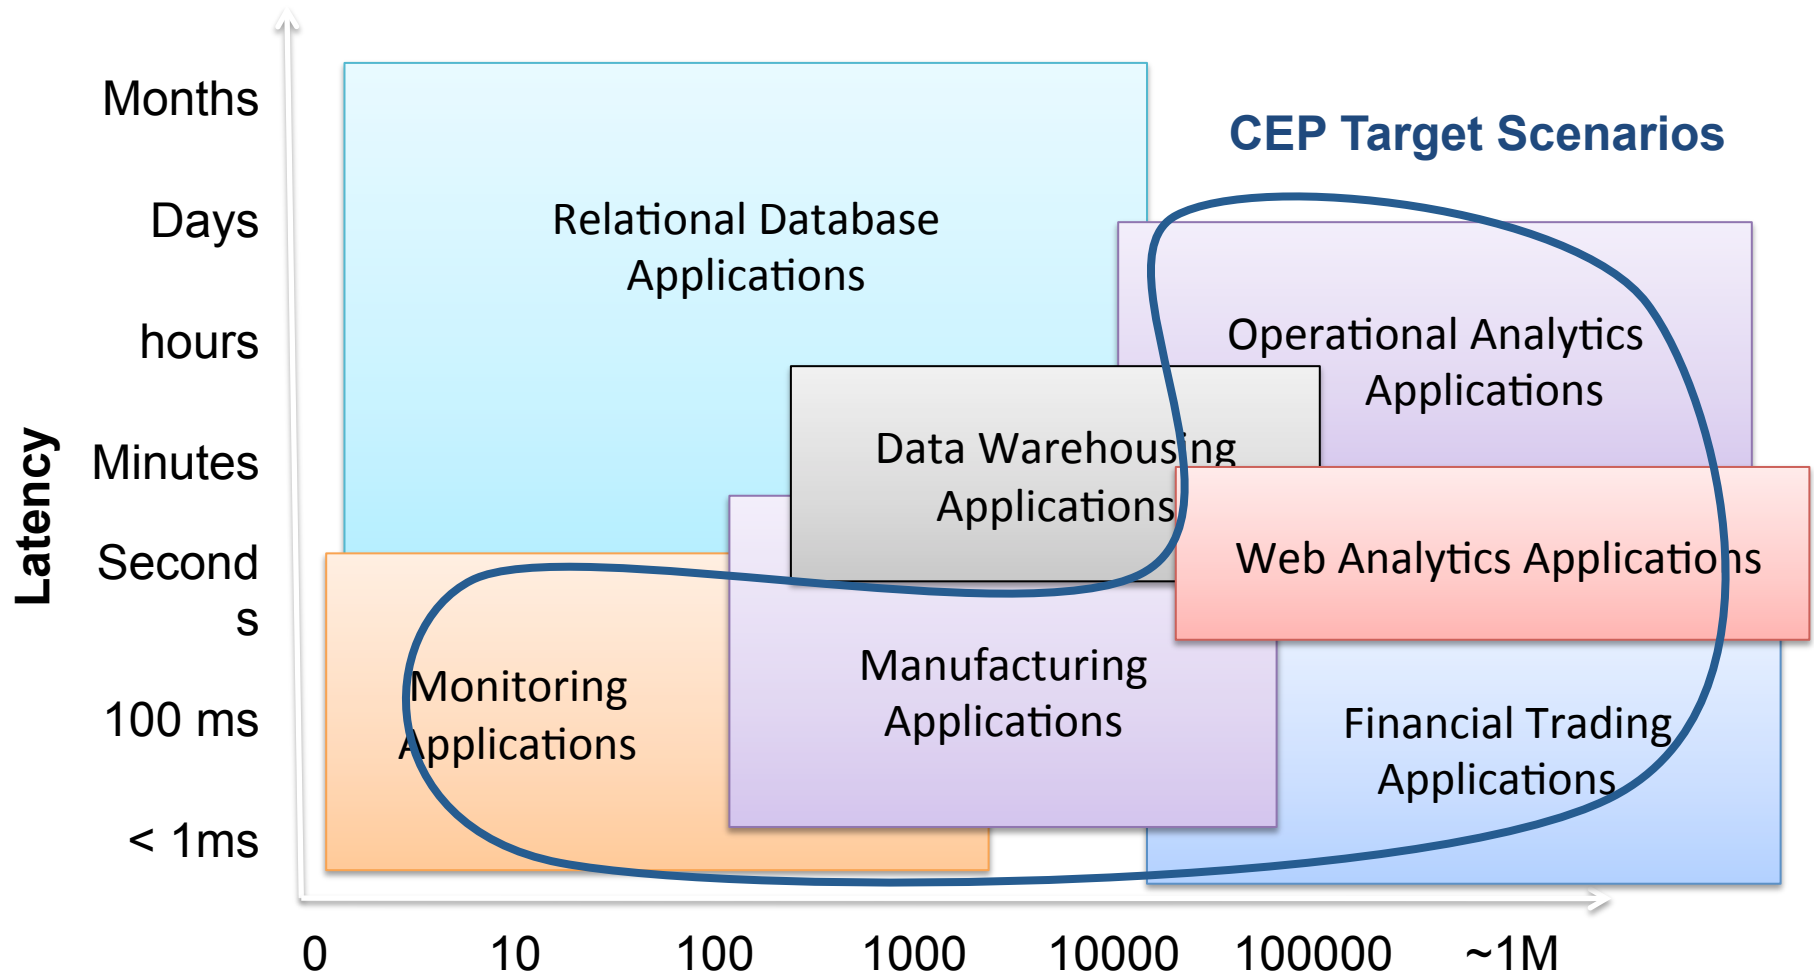 Months
CEP Target Scenarios
Days
Relational Database
Applications
hours
Operational Analytics
Applications
Latency
Minutes
Data Warehousing
Applications
Second
s
Web Analytics Applications
Monitoring
Applications
Manufacturing
Applications
100 ms
Financial Trading
Applications
< 1ms
0 10 100 1000 10000 100000 ~1M